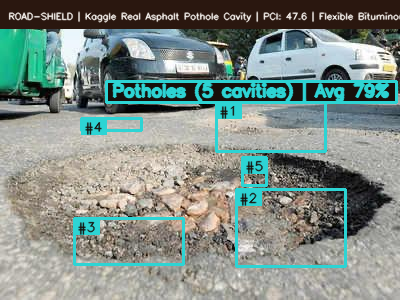 ROAD-SHIELD | Kaggle Real Asphalt Pothole Cavity | PCI: 47.6 | Flexible
Potholes (5 cavities) | Avg 79%
#1
#4
#5
#2
#3